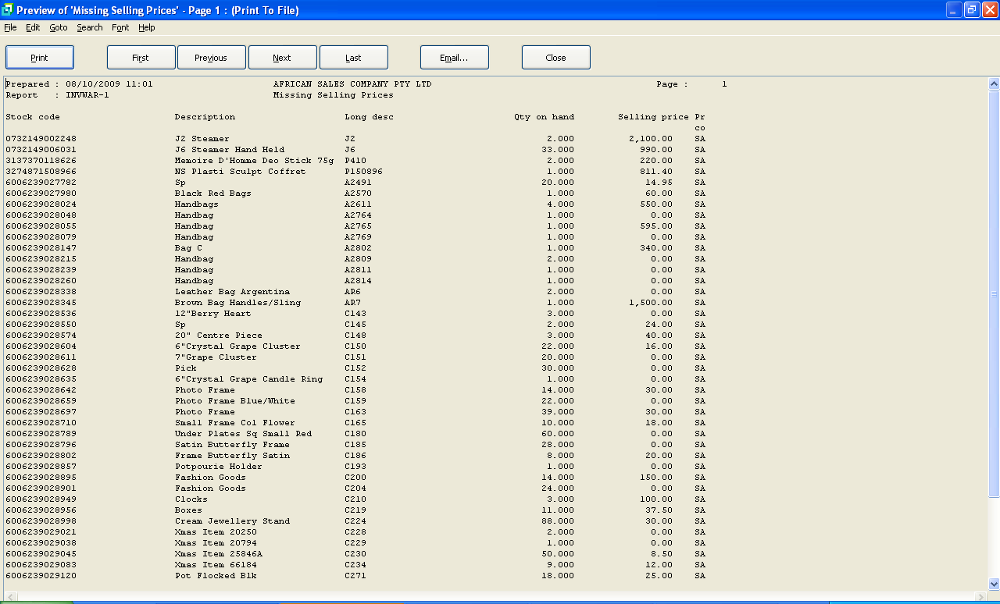 Preview of 'Missing Selling Prices' - Page 1 : (Print To File)
File Edit Goto Search Font Help
Print First Previous Next Last Email... Close
Prepared : 08/10/2009 11:01 AFRICAN SALES COMPANY PTY LTD Page : 1
Report : INVWAR-1 Missing Selling Prices
Stock code Description Long desc Qty on hand Selling price Pr
co
0732149002248 J2 Steamer J2 2.000 2,100.00 SA
0732149006031 J6 Steamer Hand Held J6 33.000 990.00 SA
3137370118626 Memoire D'Homme Deo Stick 75g P410 2.000 220.00 SA
3274871508966 NS Plasti Sculpt Coffret P150896 1.000 811.40 SA
6006239027782 Sp A2491 20.000 14.95 SA
6006239027980 Black Red Bags A2570 1.000 60.00 SA
6006239028024 Handbags A2611 4.000 550.00 SA
6006239028048 Handbag A2764 1.000 0.00 SA
6006239028055 Handbag A2765 1.000 595.00 SA
6006239028079 Handbag A2769 1.000 0.00 SA
6006239028147 Bag C A2802 1.000 340.00 SA
6006239028215 Handbag A2809 2.000 0.00 SA
6006239028239 Handbag A2811 1.000 0.00 SA
6006239028260 Handbag A2814 1.000 0.00 SA
6006239028338 Leather Bag Argentina AR6 2.000 0.00 SA
6006239028345 Brown Bag Handles/Sling AR7 1.000 1,500.00 SA
6006239028536 12"Berry Heart C143 3.000 0.00 SA
6006239028550 Sp C145 2.000 24.00 SA
6006239028574 20" Centre Piece C148 3.000 40.00 SA
6006239028604 6"Crystal Grape Cluster C150 22.000 16.00 SA
6006239028611 7"Grape Cluster C151 20.000 0.00 SA
6006239028628 Pick C152 30.000 0.00 SA
6006239028635 6"Crystal Grape Candle Ring C154 1.000 0.00 SA
6006239028642 Photo Frame C158 14.000 30.00 SA
6006239028659 Photo Frame Blue/White C159 22.000 0.00 SA
6006239028697 Photo Frame C163 39.000 30.00 SA
6006239028710 Small Frame Col Flower C165 10.000 18.00 SA
6006239028789 Under Plates Sq Small Red C180 60.000 0.00 SA
6006239028796 Satin Butterfly Frame C185 28.000 0.00 SA
6006239028802 Frame Butterfly Satin C186 8.000 20.00 SA
6006239028857 Potpourie Holder C193 1.000 0.00 SA
6006239028895 Fashion Goods C200 14.000 150.00 SA
6006239028901 Fashion Goods C204 24.000 0.00 SA
6006239028949 Clocks C210 3.000 100.00 SA
6006239028956 Boxes C219 11.000 37.50 SA
6006239028998 Cream Jewellery Stand C224 88.000 30.00 SA
6006239029021 Xmas Item 20250 C228 2.000 0.00 SA
6006239029038 Xmas Item 20794 C229 1.000 0.00 SA
6006239029045 Xmas Item 25846A C230 50.000 8.50 SA
6006239029083 Xmas Item 66184 C234 9.000 12.00 SA
6006239029120 Pot Flocked Blk C271 18.000 25.00 SA